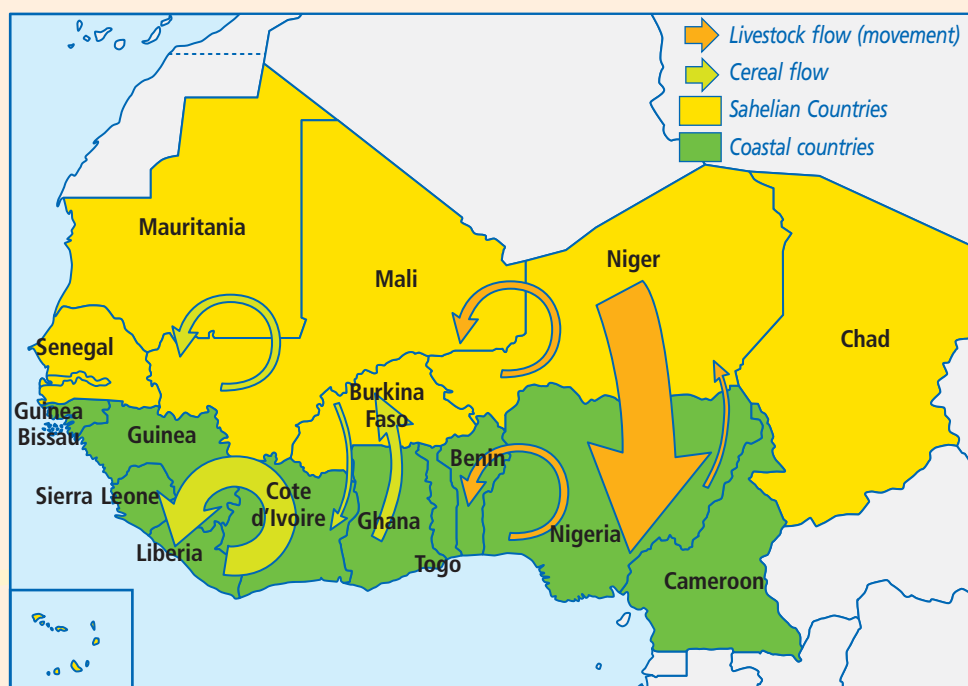 Livestock flow (movement)
Cereal flow
Sahelian Countries
Coastal countries
Mauritania
Mali
Niger
Chad
Senegal
Burkina
Faso
Guinea
Bissau
Guinea
Benin
Sierra Leone
Cote
d'Ivoire
Ghana
Nigeria
Liberia
Togo
Cameroon